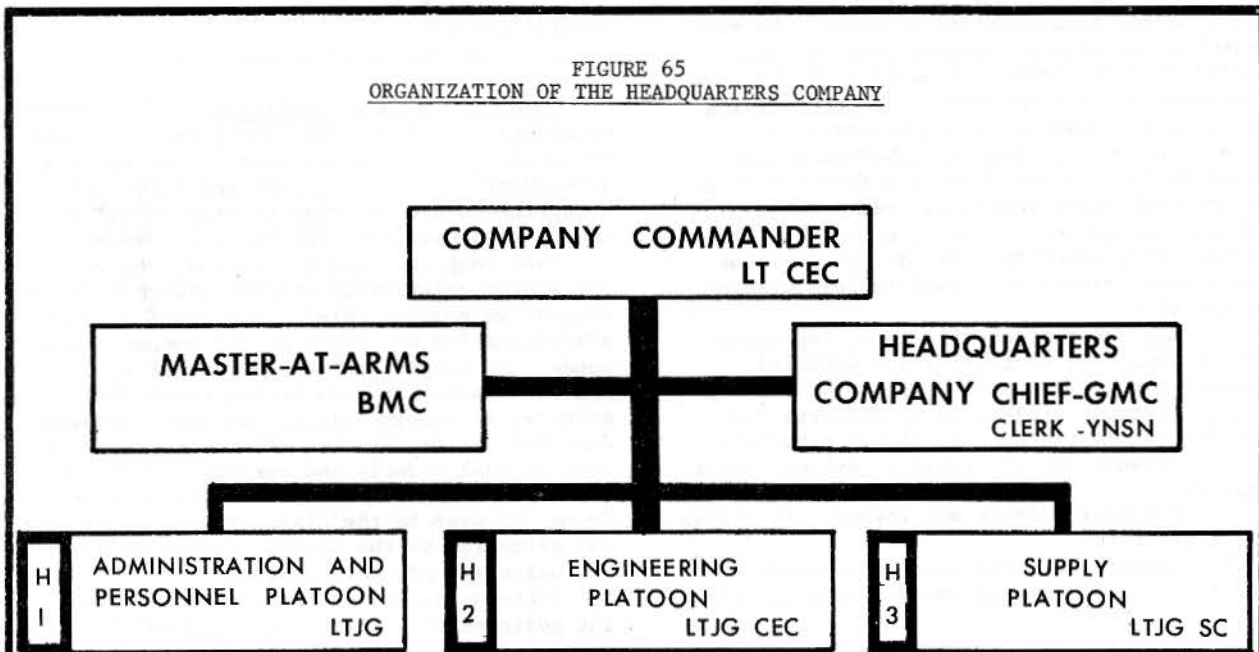 FIGURE 65
ORGANIZATION OF THE HEADQUARTERS COMPANY
COMPANY COMMANDER
LT CEC
MASTER-AT-ARMS
BMC
HEADQUARTERS
COMPANY CHIEF-GMC
CLERK -YNSN
H
1
ADMINISTRATION AND
PERSONNEL PLATOON
LTJG
H
2
ENGINEERING
PLATOON
LTJG CEC
H
3
SUPPLY
PLATOON
LTJG SC